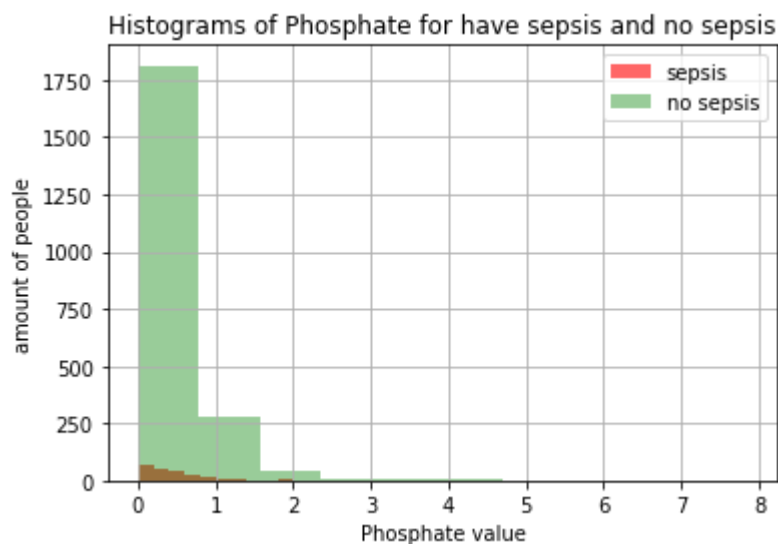 Histograms of Phosphate for have sepsis and no sepsis
sepsis
no sepsis
1750
1500
1250
1000
750
500
250
0
amount of people
0 1 2 3 4 5 6 7 8
Phosphate value